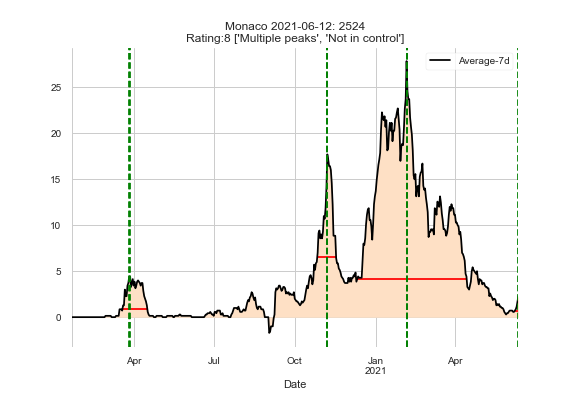 Monaco 2021-06-12: 2524
Rating:8 ['Multiple peaks', 'Not in control']
Average-7d
25
20
15
10
5
0
Apr
Jul
Oct
Jan
2021
Apr
Date